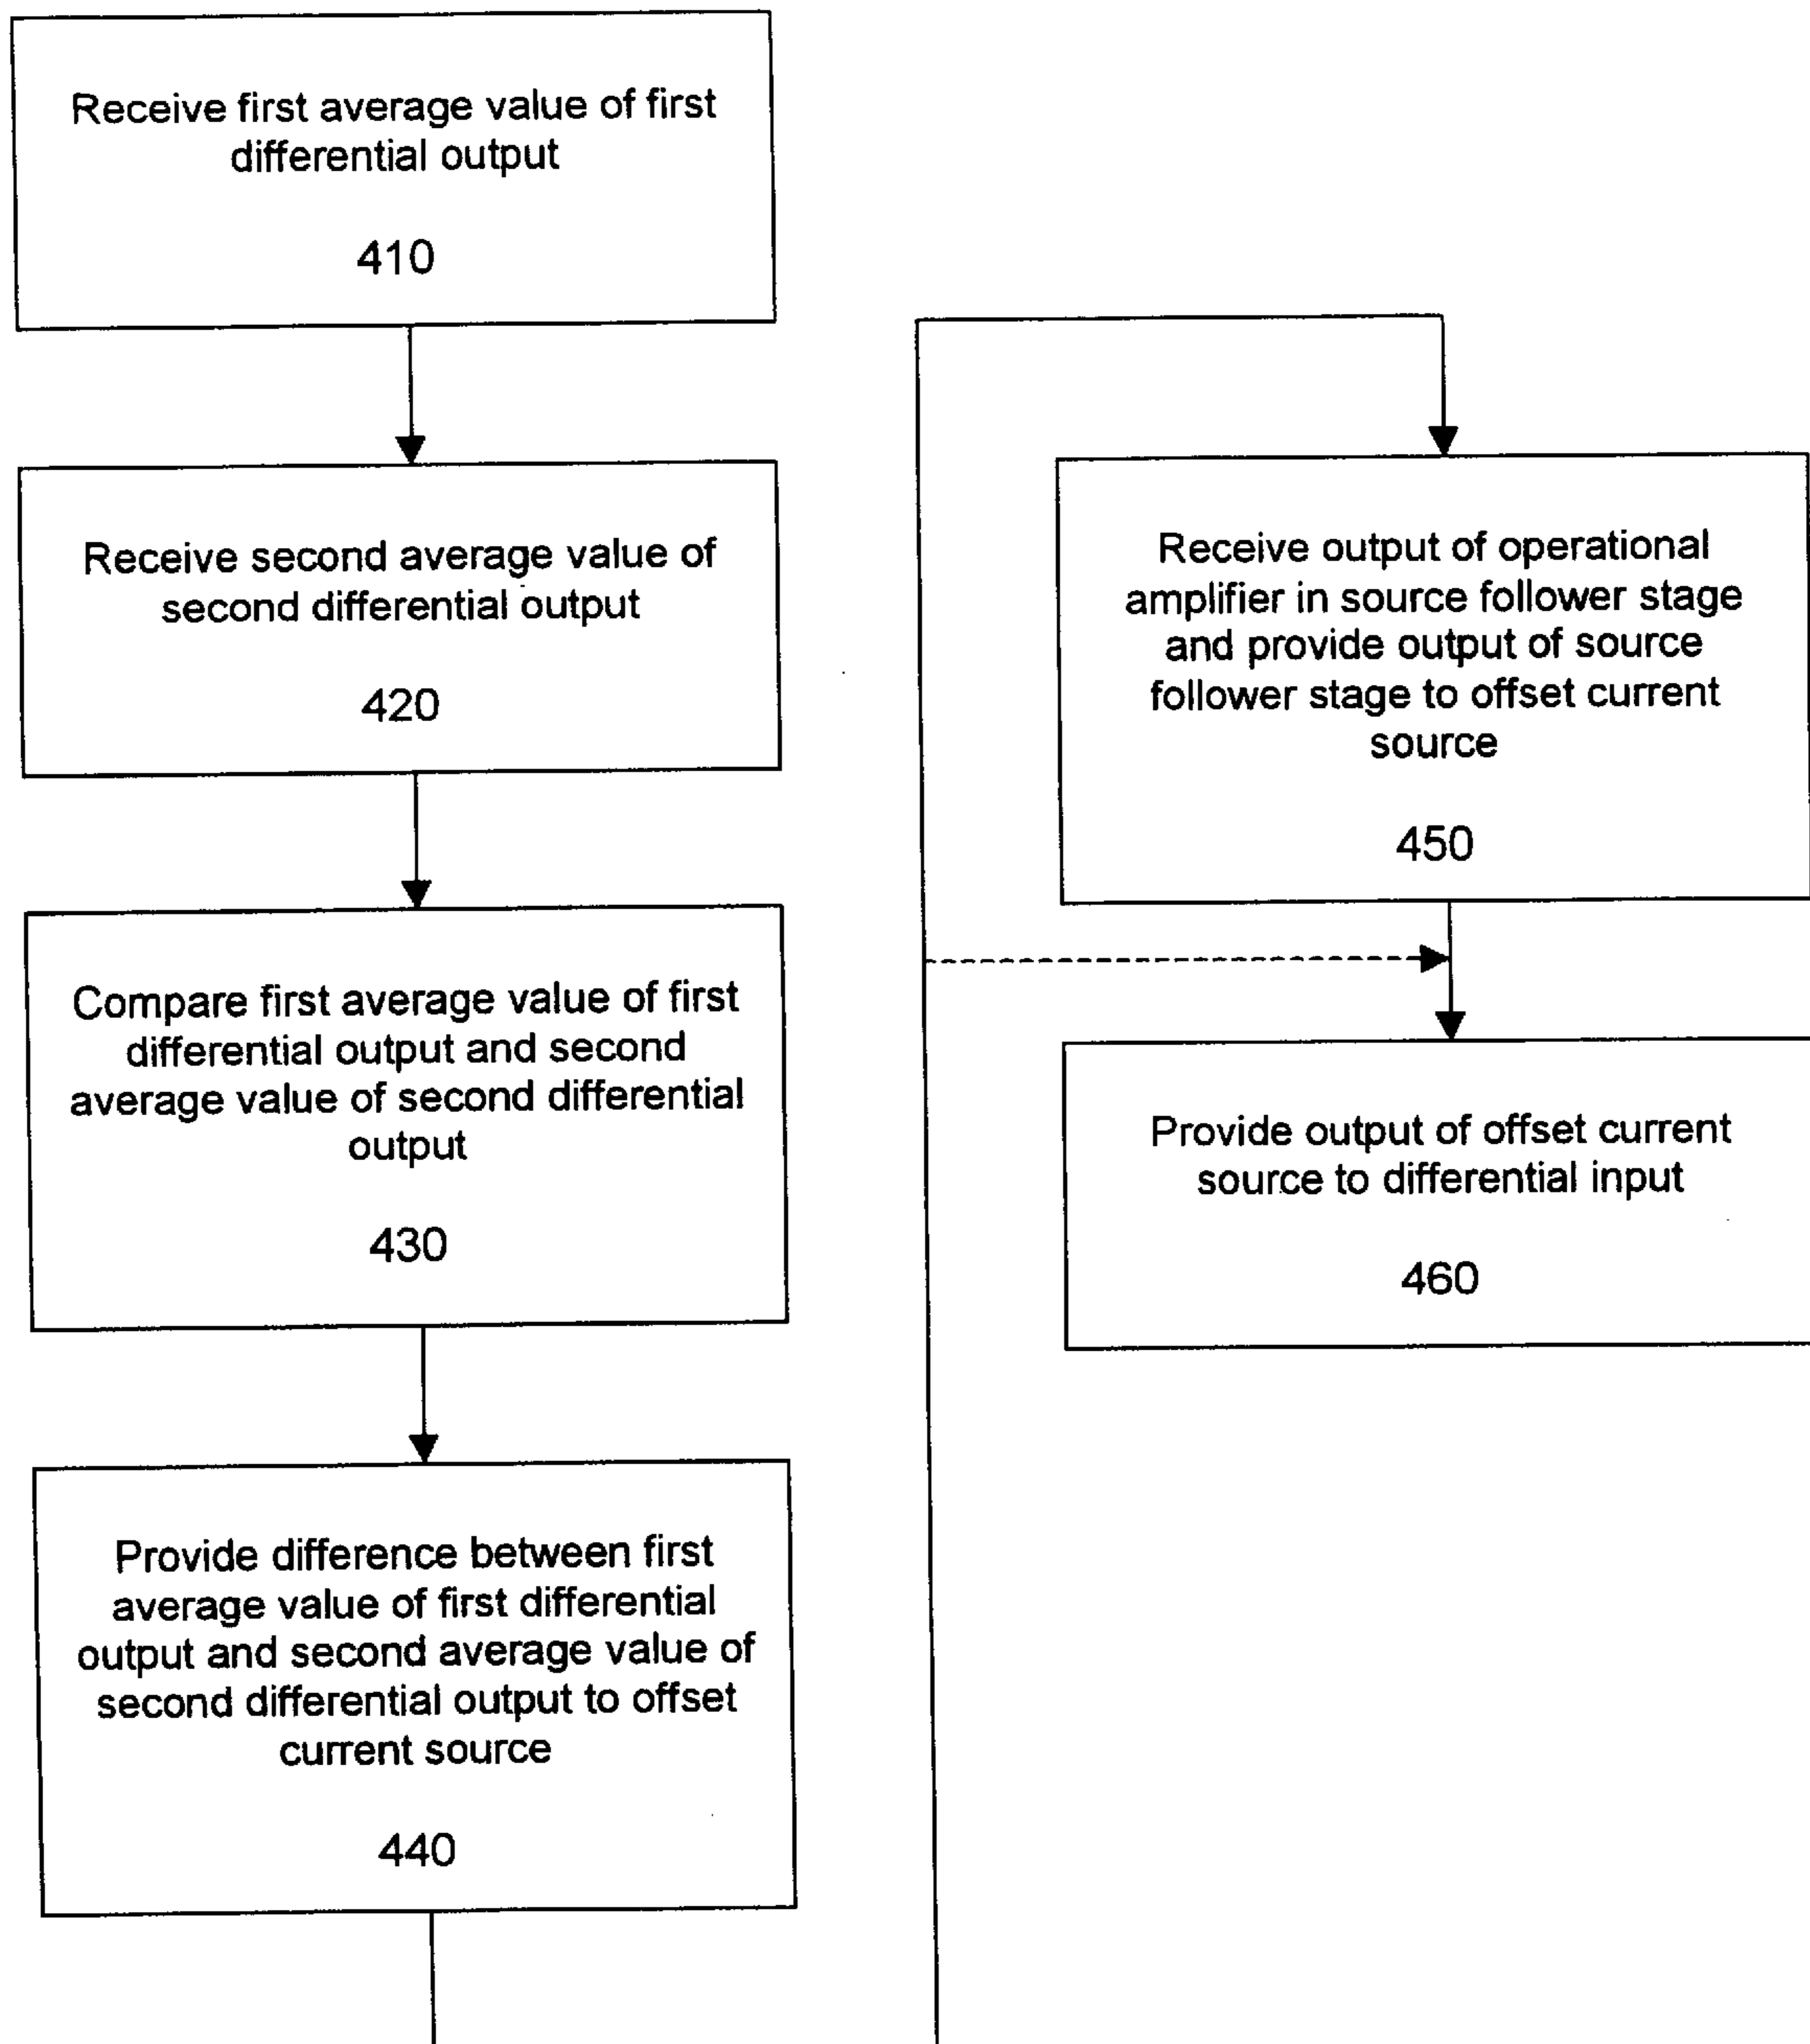 Receive first average value of first
differential output
410
Receive second average value of
second differential output
420
Compare first average value of first
differential output and second
average value of second differential
output
430
Provide difference between first
average value of first differential
output and second average value of
second differential output to offset
current source
440
Receive output of operational
amplifier in source follower stage
and provide output of source
follower stage to offset current
source
450
Provide output of offset current
source to differential input
460